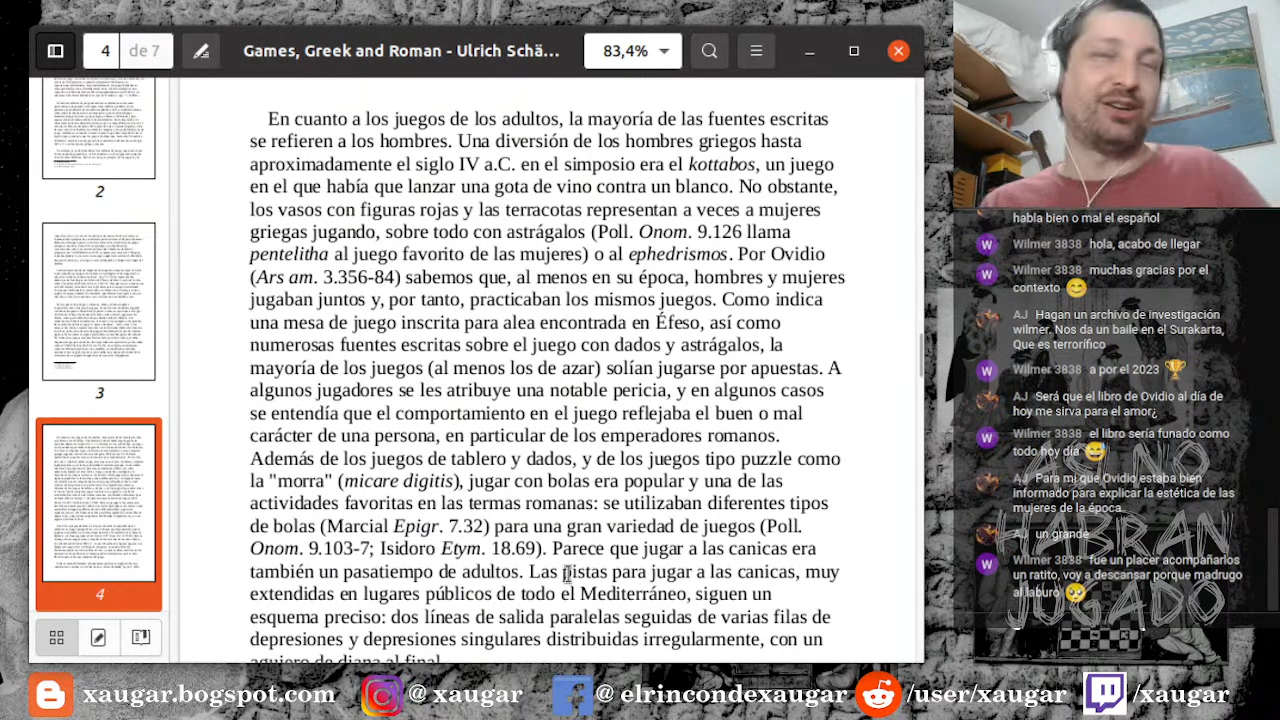 4
de 7
Games, Greek and Roman - Ulrich Schä...
83,4%
2
3
4
En cuanto a los juegos de los adultos, la mayoría de las fuentes escritas
se refieren a los hombres. Una juvenil de los hombres griegos hasta
aproximadamente el siglo IV a.C. en el simposio era el kottabos, un juego
en el que había que lanzar una gota de vino contra un blanco. No obstante,
los vasos con figuras rojas y las terracotas representan a veces a mujeres
griegas jugando, sobre todo con astrágalos (Poll. Onom. 9.126 llama
pentelitha al juego favorito de las mujeres) o al ephedrismos. Por Ovidio
(Ars am. 3.353-84) sabemos que, al menos en su época, hombres y mujeres
jugaban juntos y, por tanto, practicaban los mismos juegos. Como indica
una mesa de juego inscrita para dados encontrada en Éfeso, así como
numerosas fuentes escritas sobre el juego con dados y astrágalos, la
mayoría de los juegos (al menos los de azar) solían jugarse por apuestas. A
algunos jugadores se les atribuye una notable pericia, y en algunos casos
se entendía que el comportamiento en el juego reflejaba el buen o mal
carácter de una persona, en particular los emperadores romanos.
Además de los juegos de tablero y dados, y de los juegos tipo puzzle como
la "morra" (micare digitis), jugar con bolas era popular y una de las
actividades favoritas en las termas romanas: se utilizaban diferentes tipos
de bolas (Marcial Epigr. 7.32) para una gran variedad de juegos (Poll.
Onom. 9.103-7; Isidoro Etym. 18.69). Parece que jugar a las canicas era
también un pasatiempo de adultos. Las pistas para jugar a las canicas, muy
extendidas en lugares públicos de todo el Mediterráneo, siguen un
esquema preciso: dos líneas de salida paralelas seguidas de varias filas de
depresiones y depresiones singulares distribuidas irregularmente, con un
agujero de diana al final.
habla bien o mal el español
Wilmer 3838 hola, acabo de llegar
Wilmer 3838 muchas gracias por el
contexto 😊
AJ Hagan un archivo de investigación
wilmer. Nos da un baile en el Surakarta,
Que es terrorífico
Wilmer 3838 a por el 2023 🏆
AJ Será que el libro de Ovidio al día de
hoy me sirva para el amor¿
Wilmer 3838 el libro sería funado como
todo hoy día 😅
AJ Para mi que Ovidio estaba bien
informado para explicar la estética de las
mujeres de la época.
AJ un grande
Wilmer 3838 fue un placer acompañarlos
un ratito, voy a descansar porque madrugo
al laburo 🥺
ASÍ NO
HABRAN
JUGADO
xaugar.bogspot.com
@ xaugar
@ elrincondexaugar
/user/xaugar
/xaugar